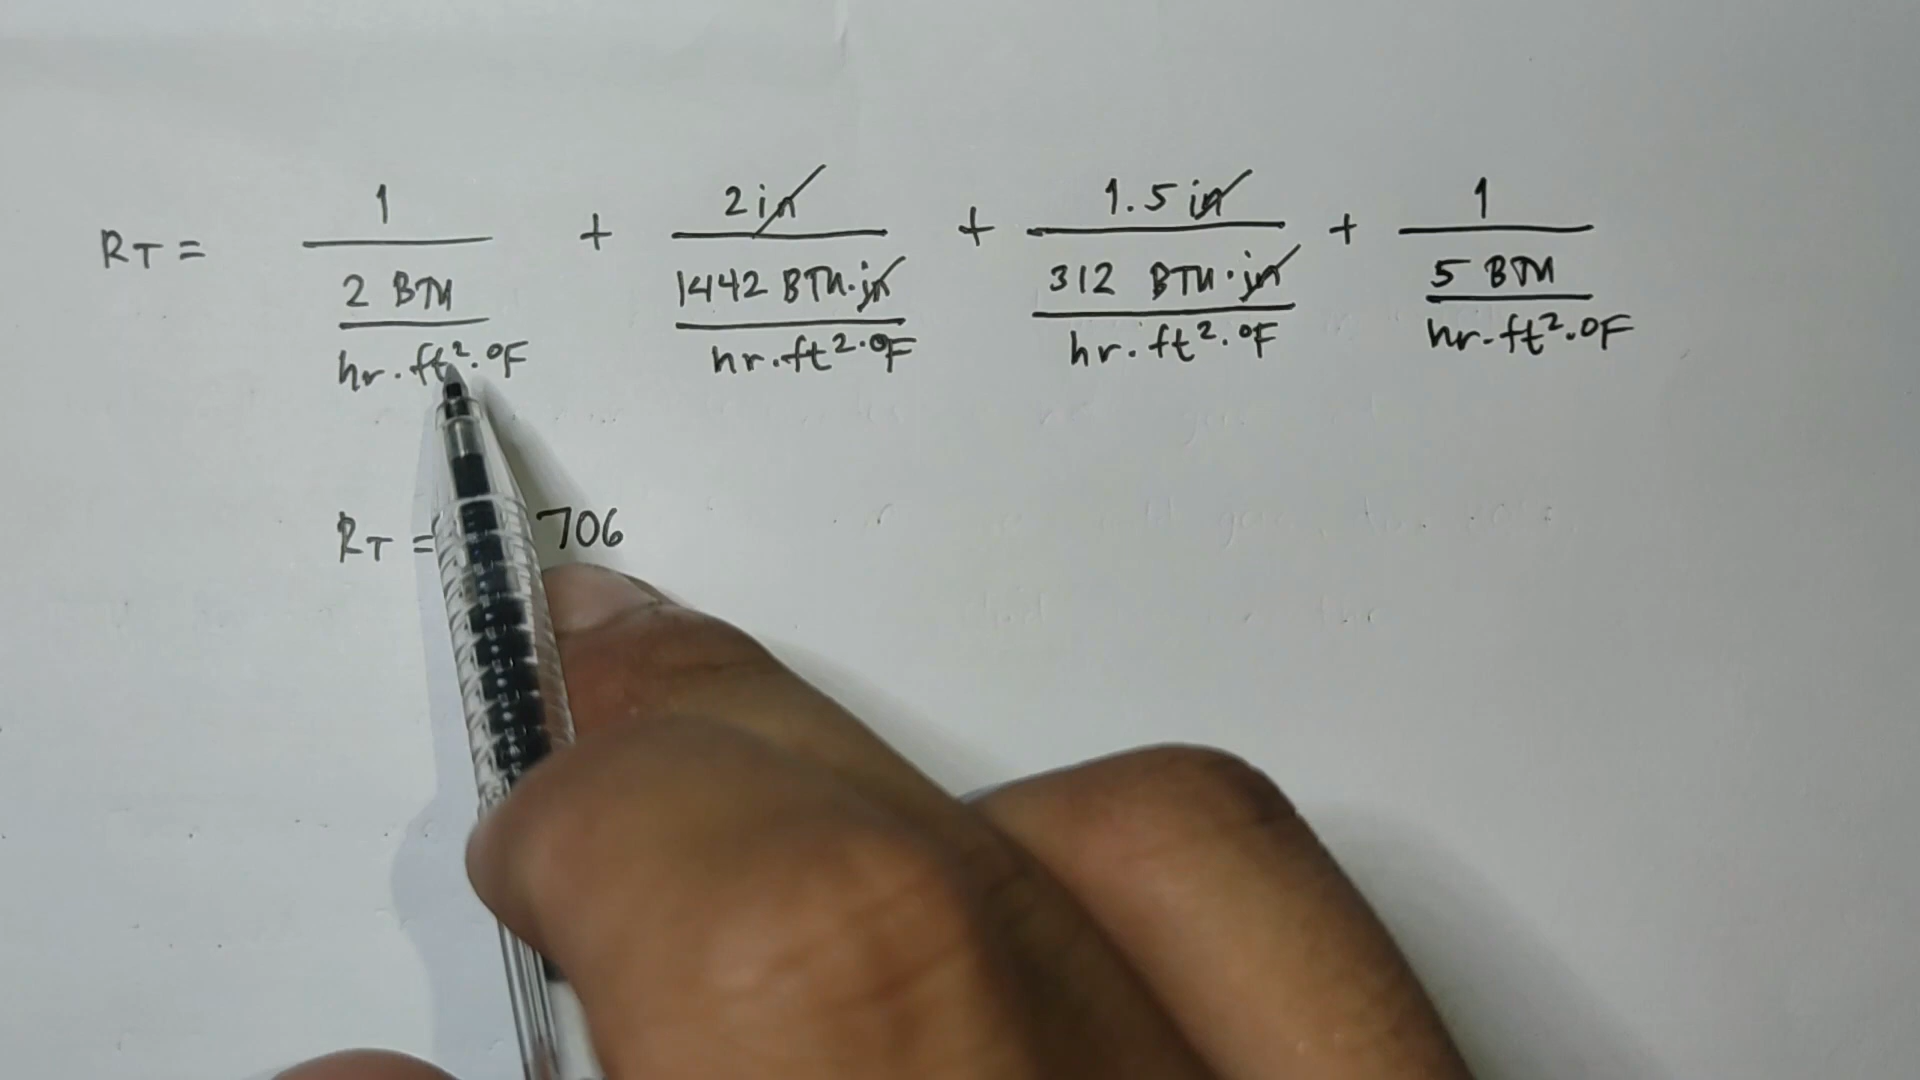 RT = 1 + 2 in + 1.5 in + 1
2 BTU 1442 BTU.in 312 BTU.in 5 BTU
hr.ft².°F hr.ft².°F hr.ft².°F hr.ft².°F
RT = 706